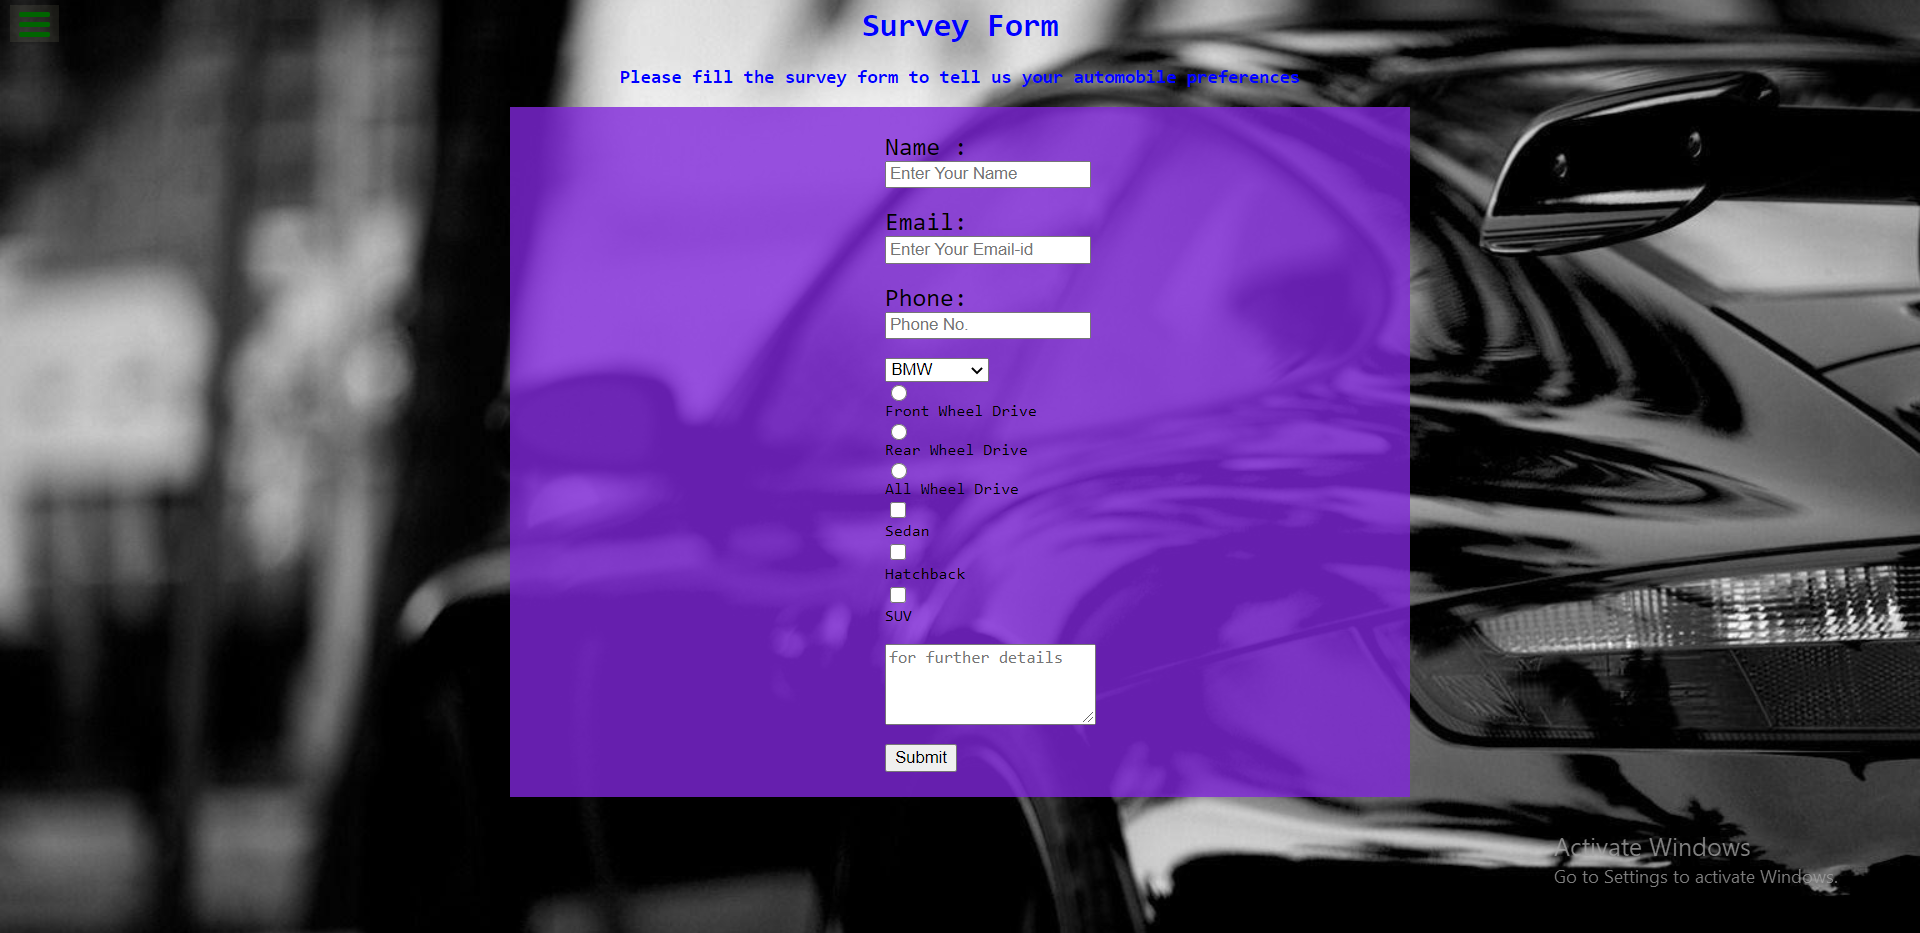 Survey Form
Please fill the survey form to tell us your automobile preferences
Name :
Enter Your Name
Email:
Enter Your Email-id
Phone:
Phone No.
BMW
Front Wheel Drive
Rear Wheel Drive
All Wheel Drive
Sedan
Hatchback
SUV
for further details
Submit
Activate Windows
Go to Settings to activate Windows.